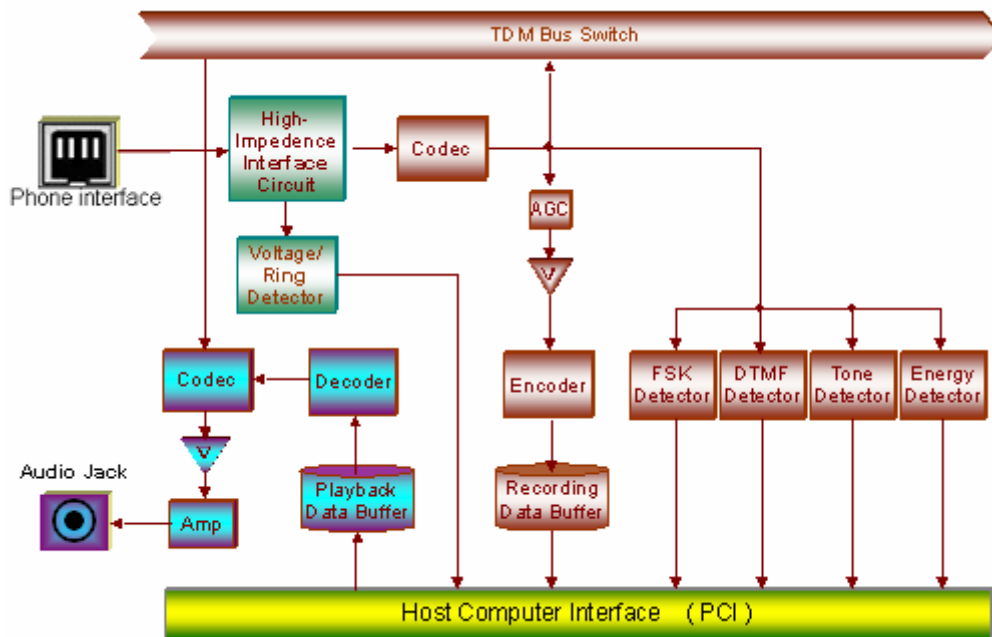 TDM Bus Switch
High-
Impedence
Interface
Circuit
Codec
Phone interface
AGC
Voltage/
Ring
Detector
V
Codec
Decoder
Encoder
FSK
Detector
DTMF
Detector
Tone
Detector
Energy
Detector
V
Audio Jack
Amp
Playback
Data Buffer
Recording
Data Buffer
Host Computer Interface ( PCI )